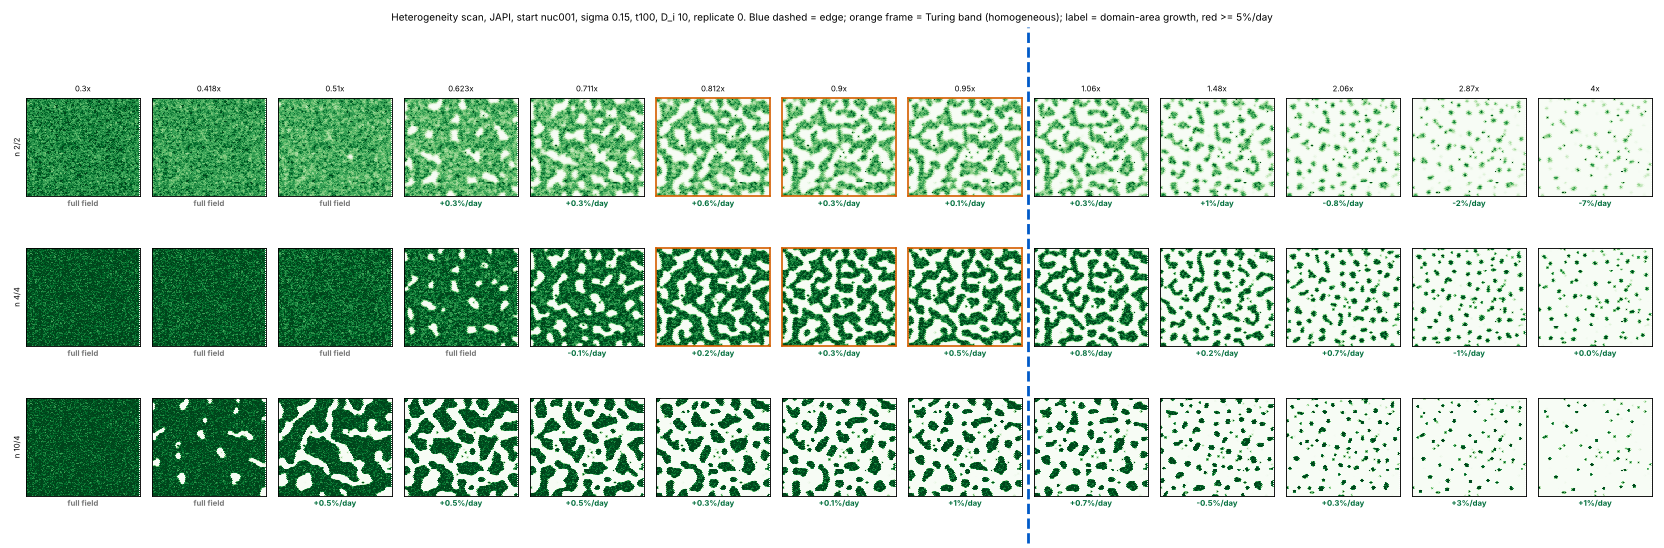 Heterogeneity scan, JAPI, start nuc001, sigma 0.15, t100, D_i 10, replicate 0. Blue dashed = edge; orange frame = Turing band (homogeneous); label = domain-area growth, red >= 5%/day
0.3x 0.418x 0.51x 0.623x 0.711x 0.812x 0.9x 0.95x 1.06x 1.48x 2.06x 2.87x 4x
n 2/2
full field full field full field +0.3%/day +0.3%/day +0.6%/day +0.3%/day +0.1%/day +0.3%/day +1%/day -0.8%/day -2%/day -7%/day
n 4/4
full field full field full field full field -0.1%/day +0.2%/day +0.3%/day +0.5%/day +0.8%/day +0.2%/day +0.7%/day -1%/day +0.0%/day
n 10/4
full field full field +0.5%/day +0.5%/day +0.5%/day +0.3%/day +0.1%/day +1%/day +0.7%/day -0.5%/day +0.3%/day +3%/day +1%/day